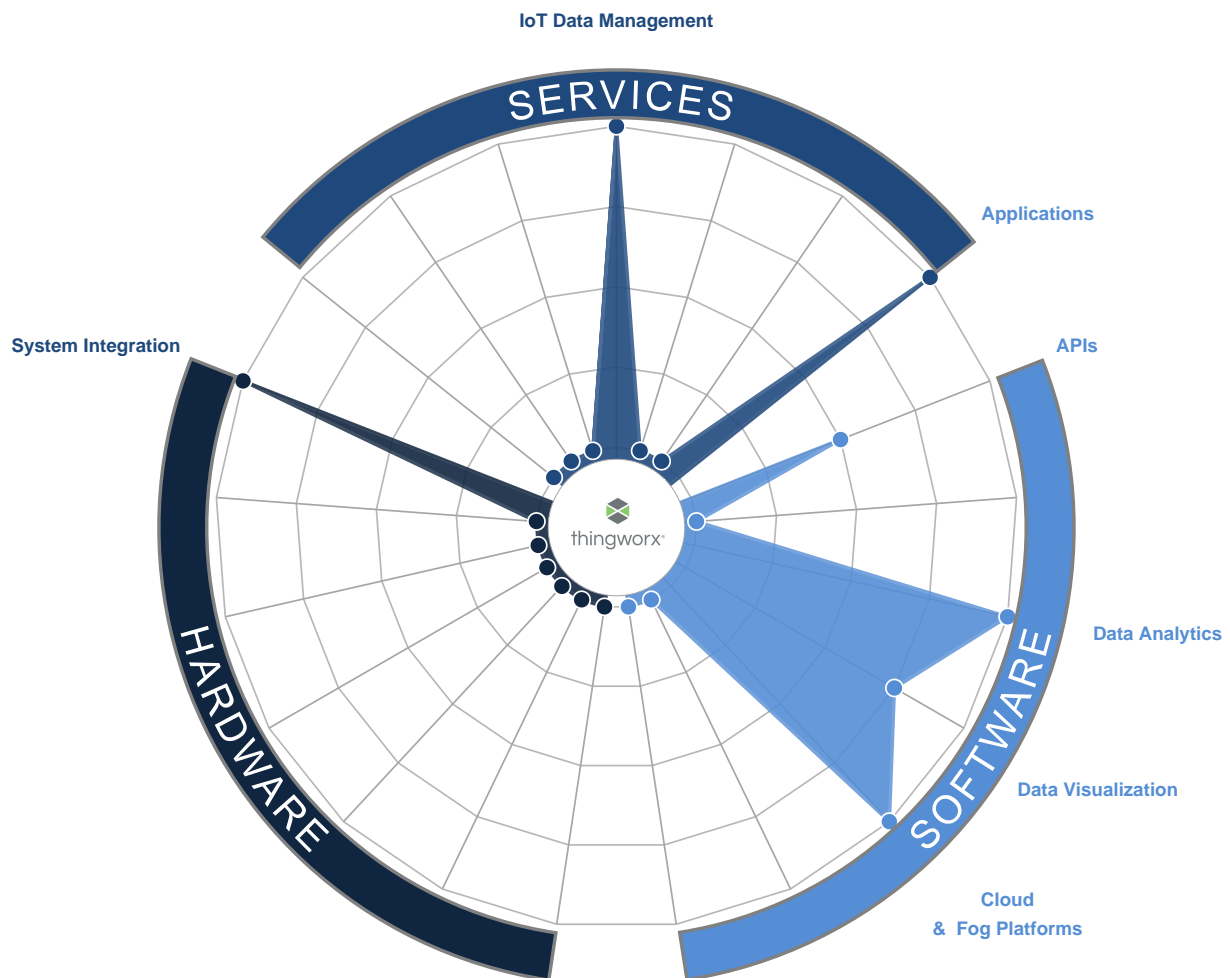 IoT Data Management
SERVICES
Applications
System Integration
APIs
thingworx®
Data Analytics
HARDWARE
SOFTWARE
Data Visualization
Cloud
& Fog Platforms